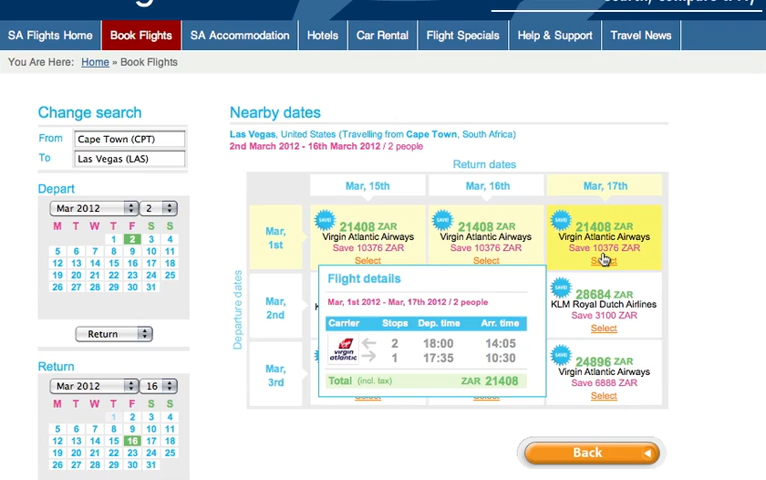 SA Flights Home
Book Flights
SA Accommodation
Hotels
Car Rental
Flight Specials
Help & Support
Travel News
You Are Here: Home » Book Flights
Change search
From Cape Town (CPT)
To Las Vegas (LAS)
Depart
Mar 2012 2
M T W T F S S
1 2 3 4
5 6 7 8 9 10 11
12 13 14 15 16 17 18
19 20 21 22 23 24 25
26 27 28 29 30 31
Return
Return
Mar 2012 16
M T W T F S S
1 2 3 4
5 6 7 8 9 10 11
12 13 14 15 16 17 18
19 20 21 22 23 24 25
26 27 28 29 30 31
Nearby dates
Las Vegas, United States (Travelling from Cape Town, South Africa)
2nd March 2012 - 16th March 2012 / 2 people
Return dates
Mar, 15th Mar, 16th Mar, 17th
Departure dates
Mar, 1st
SAVE 21408 ZAR
Virgin Atlantic Airways
Save 10376 ZAR
Select
SAVE 21408 ZAR
Virgin Atlantic Airways
Save 10376 ZAR
Select
SAVE 21408 ZAR
Virgin Atlantic Airways
Save 10376 ZAR
Select
Mar, 2nd
SAVE 28684 ZAR
KLM Royal Dutch Airlines
Save 3100 ZAR
Select
Mar, 3rd
SAVE 24896 ZAR
Virgin Atlantic Airways
Save 6888 ZAR
Select
Flight details
Mar, 1st 2012 - Mar, 17th 2012 / 2 people
Carrier Stops Dep. time Arr. time
virgin atlantic
2 18:00 14:05
1 17:35 10:30
Total (incl. tax) ZAR 21408
Back